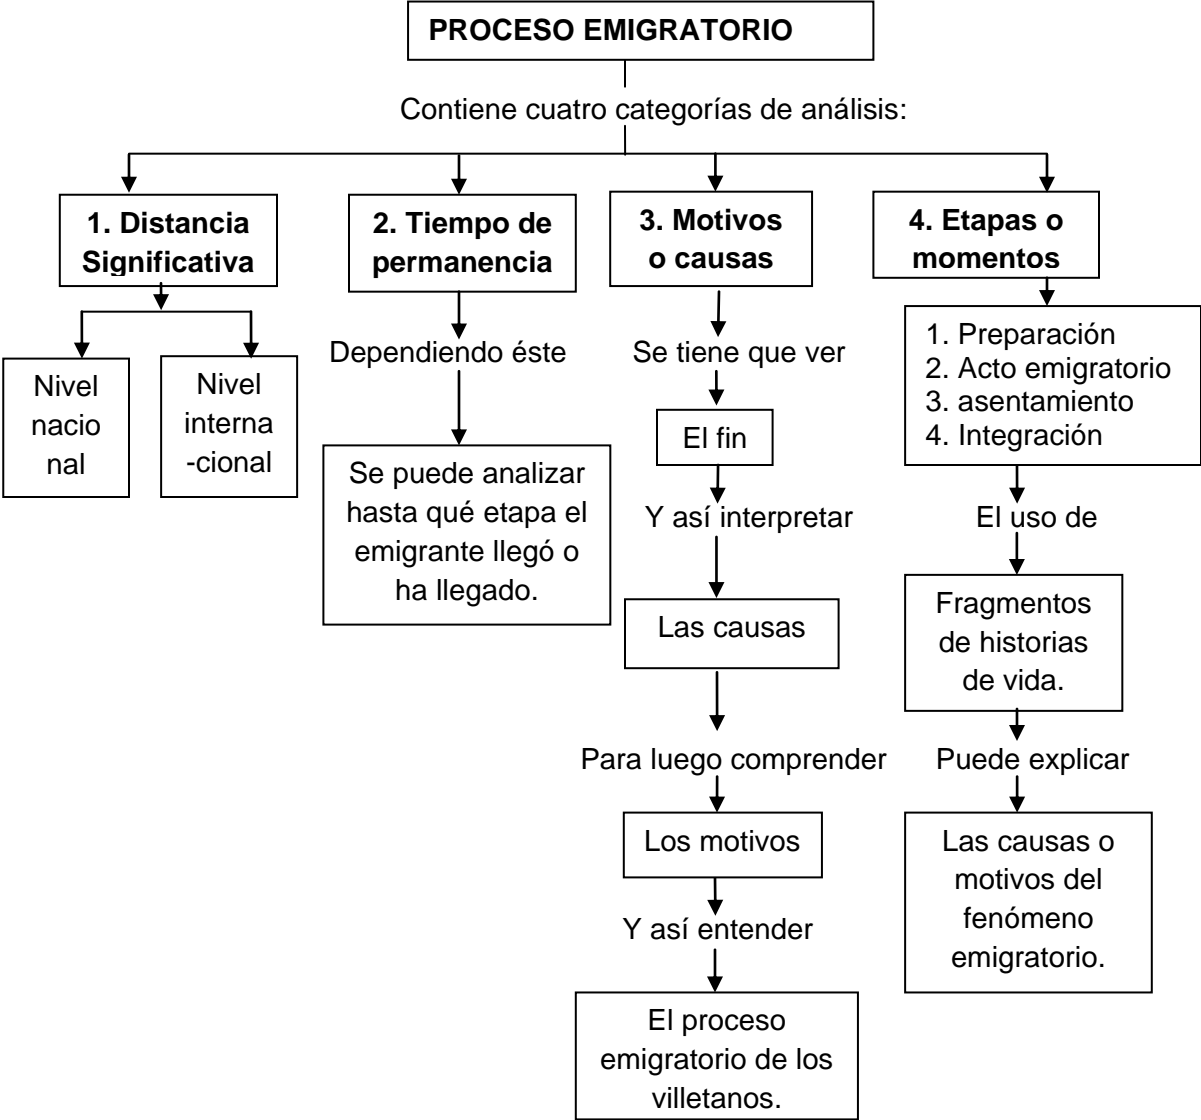 PROCESO EMIGRATORIO
Contiene cuatro categorías de análisis:
1. Distancia
Significativa
Nivel
nacio
nal
Nivel
interna
-cional
2. Tiempo de
permanencia
Dependiendo éste
Se puede analizar
hasta qué etapa el
emigrante llegó o
ha llegado.
3. Motivos
o causas
Se tiene que ver
El fin
Y así interpretar
Las causas
Para luego comprender
Los motivos
Y así entender
El proceso
emigratorio de los
villetanos.
4. Etapas o
momentos
1. Preparación
2. Acto emigratorio
3. asentamiento
4. Integración
El uso de
Fragmentos
de historias
de vida.
Puede explicar
Las causas o
motivos del
fenómeno
emigratorio.